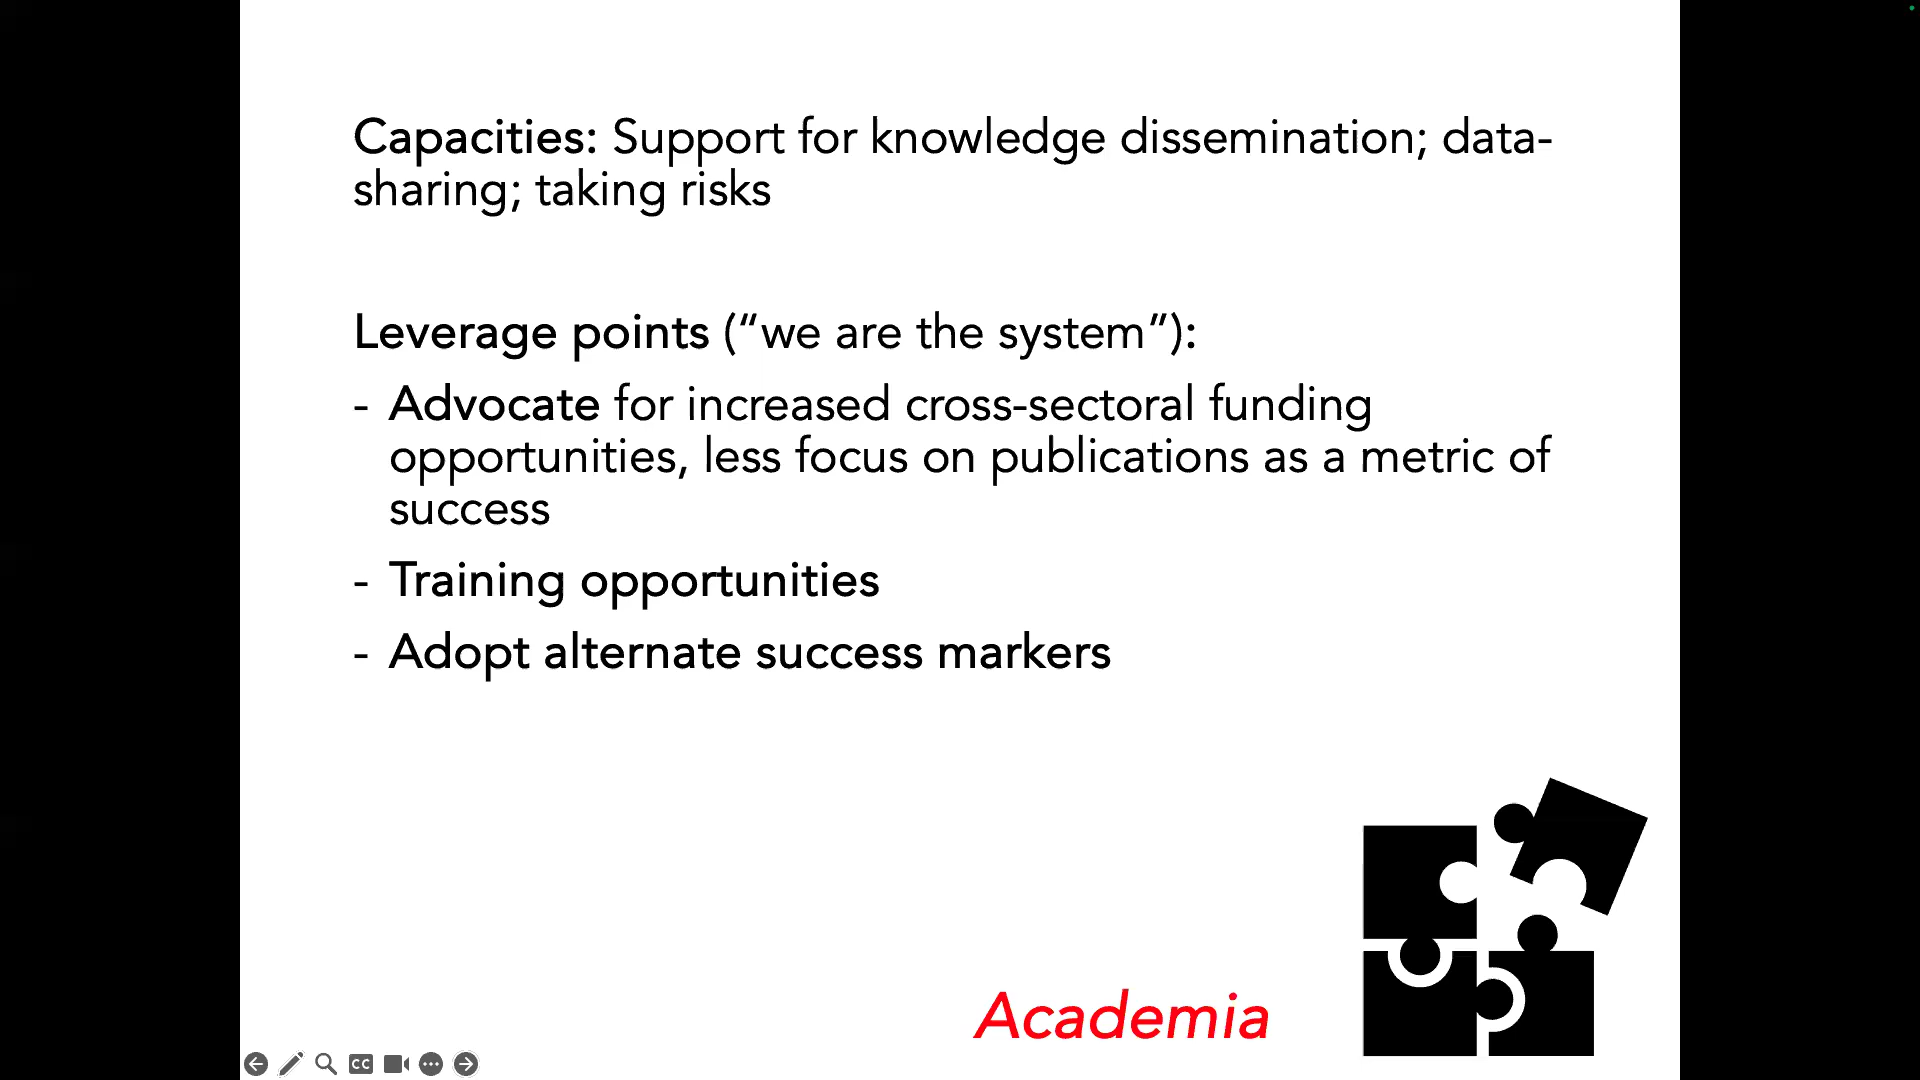 Capacities: Support for knowledge dissemination; data-
sharing; taking risks
Leverage points (“we are the system”):
- Advocate for increased cross-sectoral funding
opportunities, less focus on publications as a metric of
success
- Training opportunities
- Adopt alternate success markers
Academia
CC